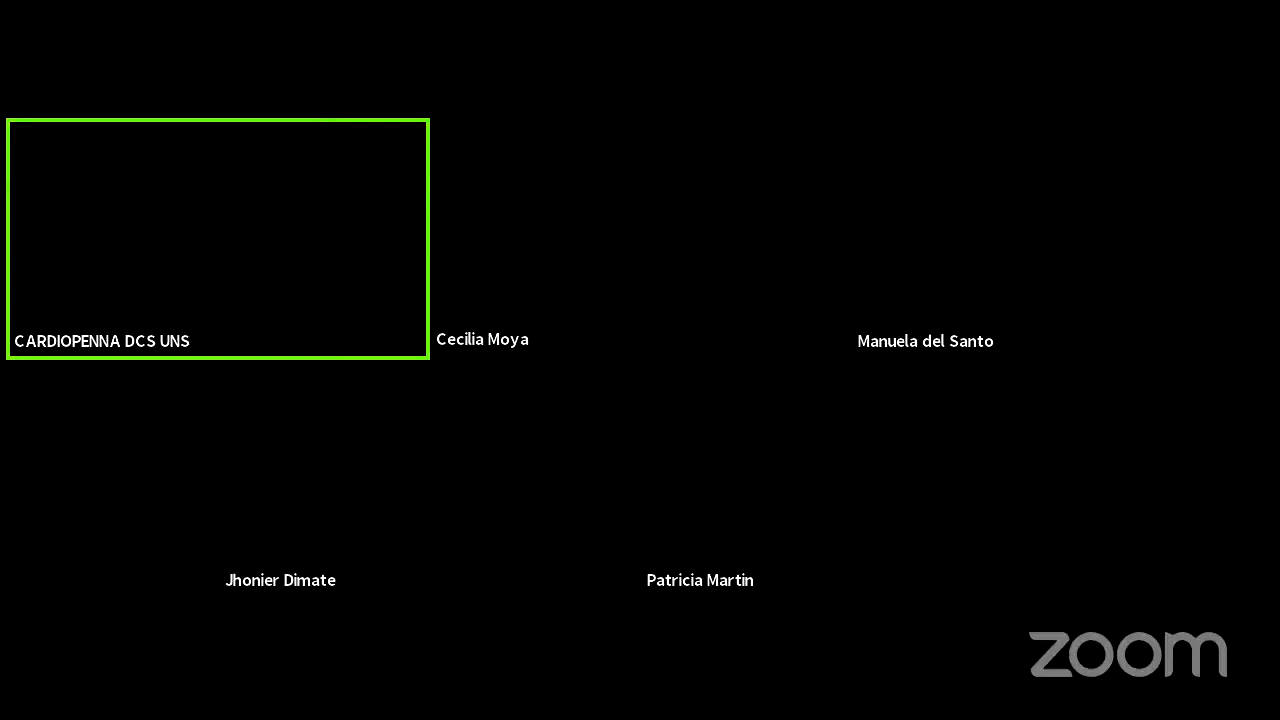 CARDIOPENNA DCS UNS
Cecilia Moya
Manuela del Santo
Jhonier Dimate
Patricia Martin
zoom